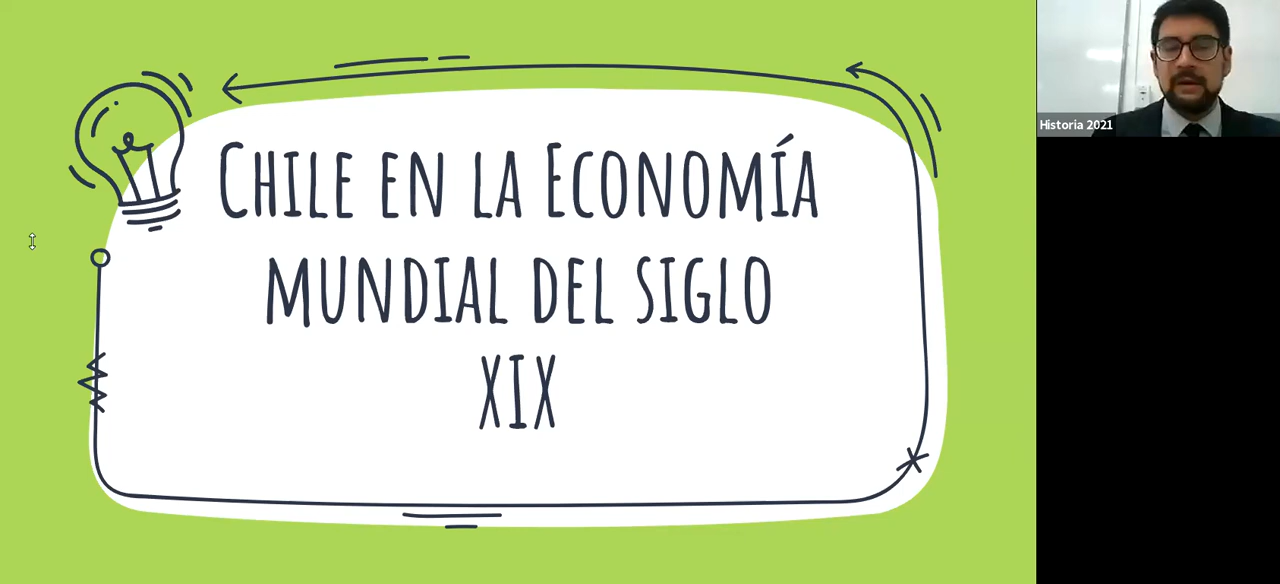 Chile en la Economía
mundial del siglo
XIX
Historia 2021